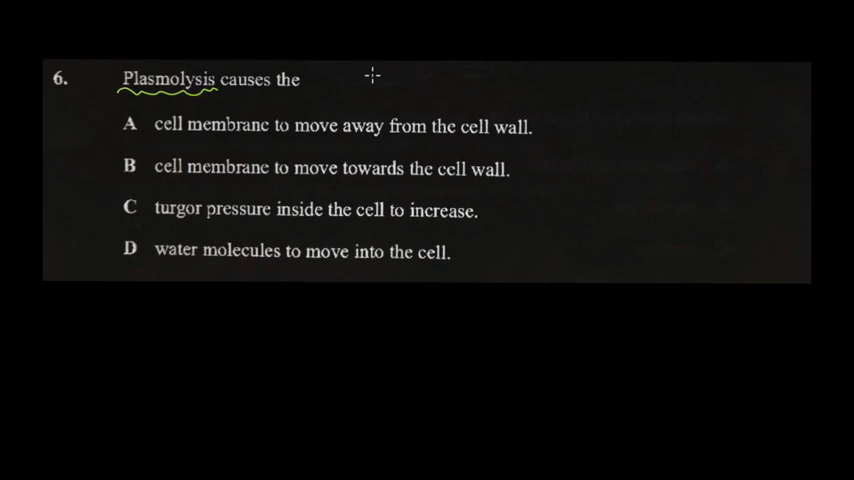 6. Plasmolysis causes the
A cell membrane to move away from the cell wall.
B cell membrane to move towards the cell wall.
C turgor pressure inside the cell to increase.
D water molecules to move into the cell.